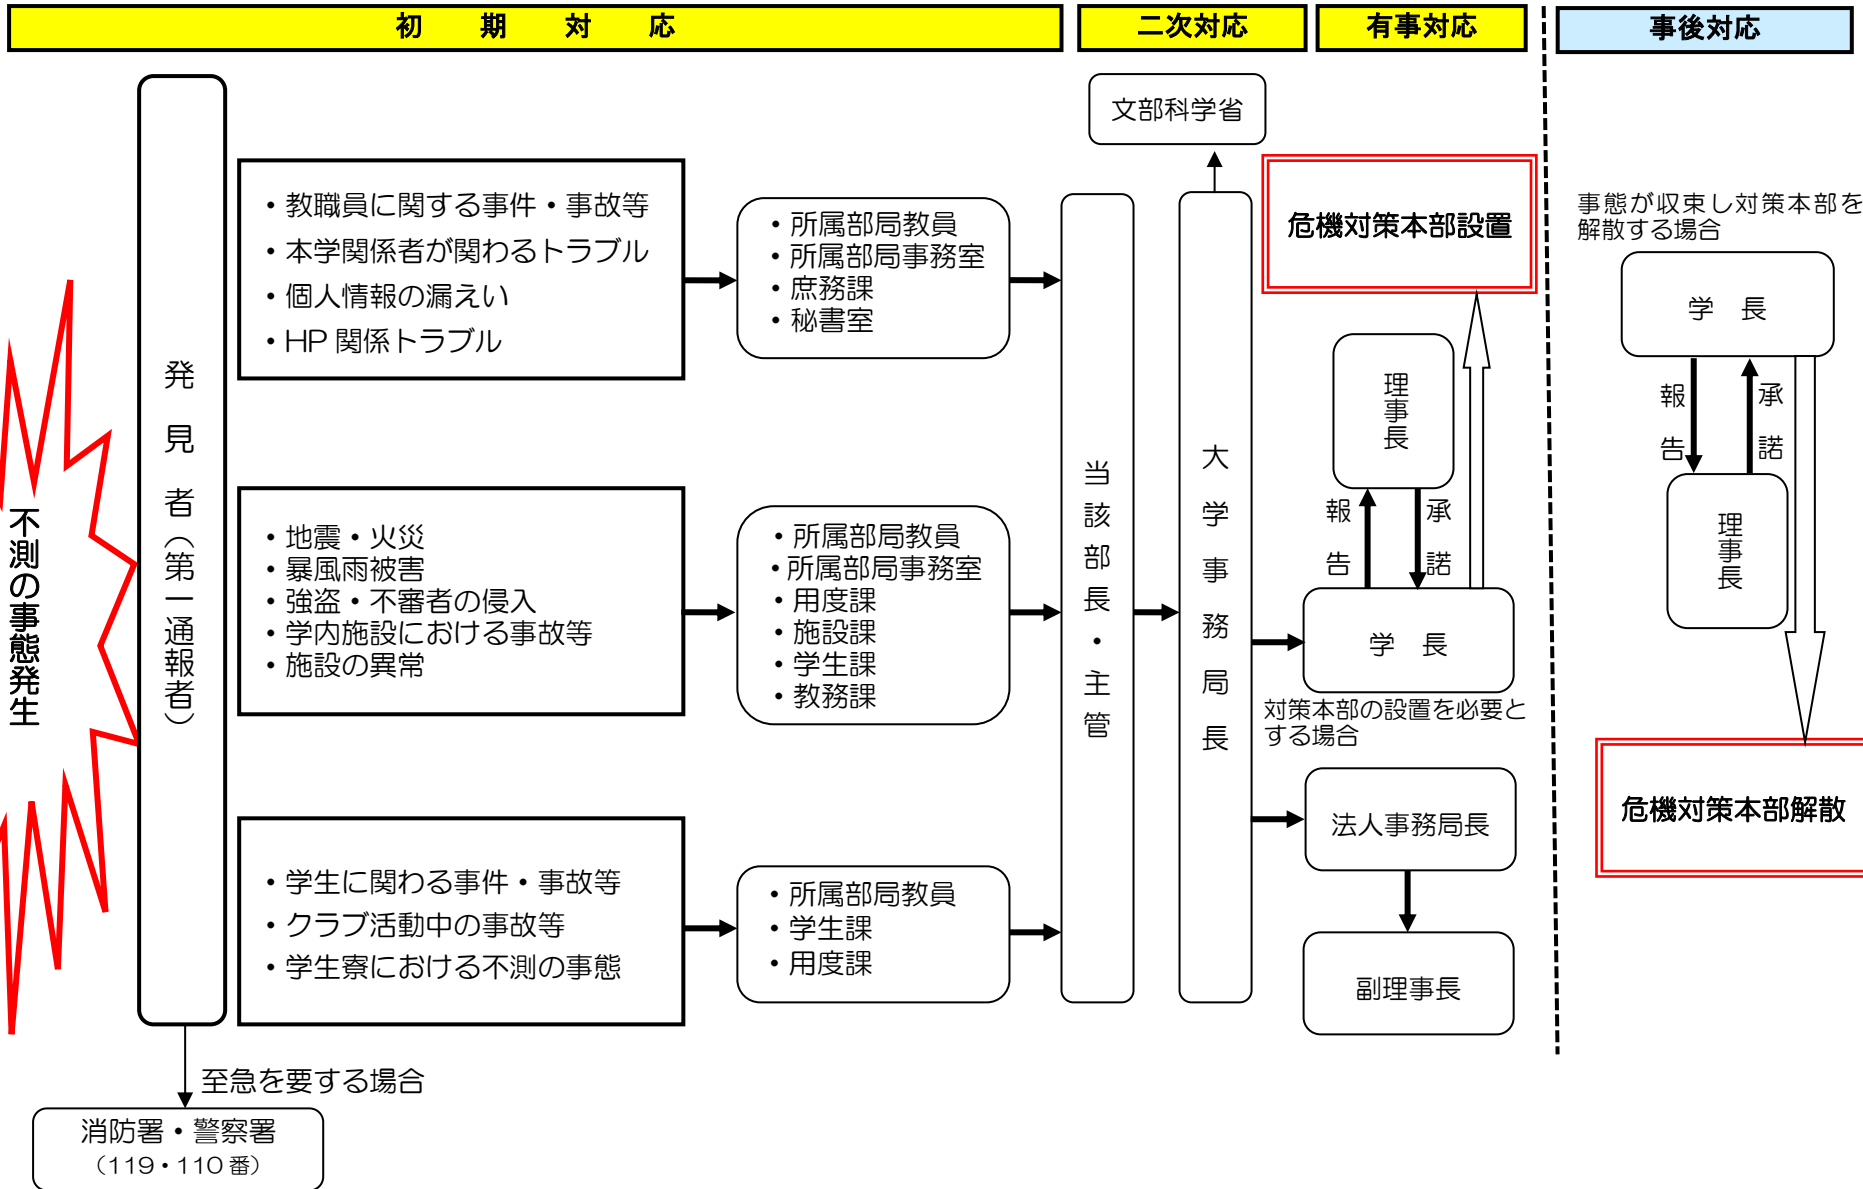 初期対応
二次対応
有事対応
事後対応
不測の事態発生
発見者（第一通報者）
・教職員に関する事件・事故等
・本学関係者が関わるトラブル
・個人情報の漏えい
・HP 関係トラブル
・所属部局教員
・所属部局事務室
・庶務課
・秘書室
・地震・火災
・暴風雨被害
・強盗・不審者の侵入
・学内施設における事故等
・施設の異常
・所属部局教員
・所属部局事務室
・用度課
・施設課
・学生課
・教務課
・学生に関わる事件・事故等
・クラブ活動中の事故等
・学生寮における不測の事態
・所属部局教員
・学生課
・用度課
至急を要する場合
消防署・警察署
（119・110 番）
当該部長・主管
大学事務局長
文部科学省
危機対策本部設置
理事長
報告
承諾
学　長
対策本部の設置を必要と
する場合
法人事務局長
副理事長
事態が収束し対策本部を
解散する場合
学　長
報告
承諾
理事長
危機対策本部解散